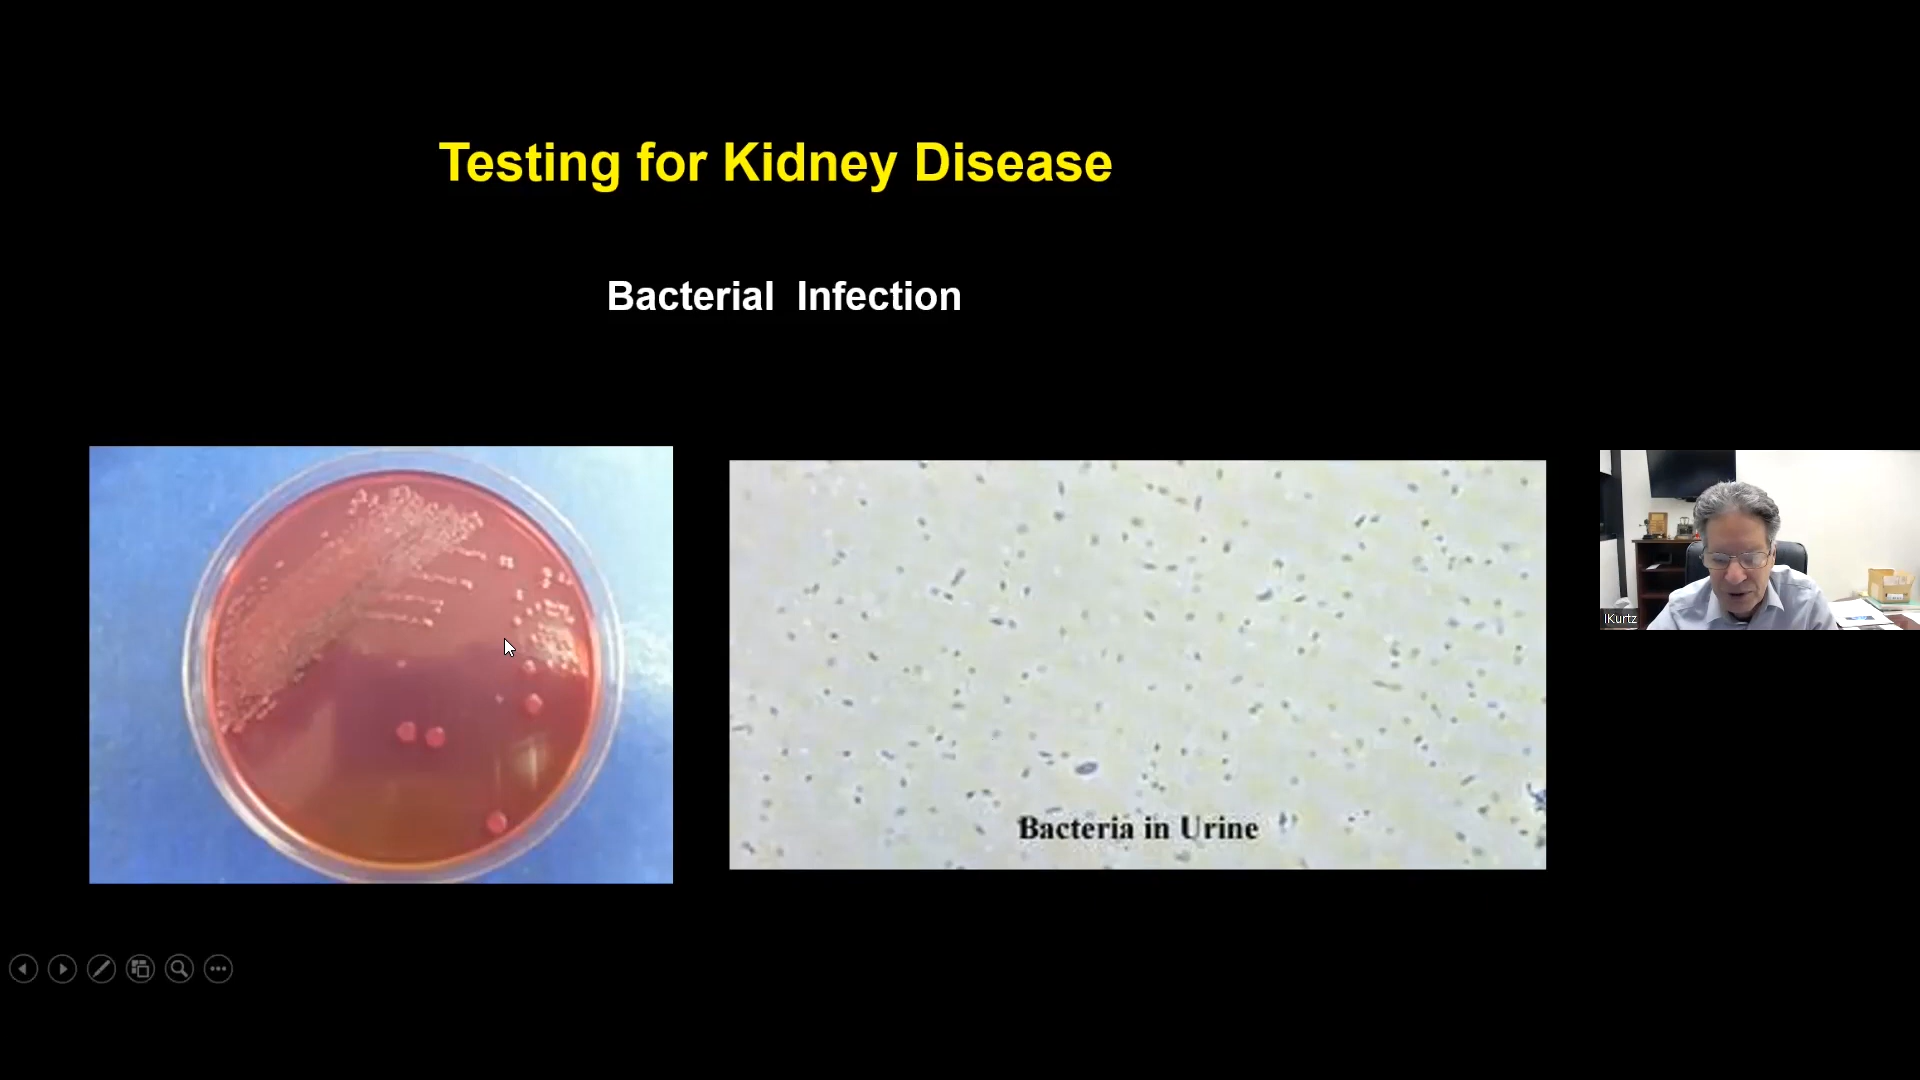 Testing for Kidney Disease
Bacterial Infection
Bacteria in Urine
IKurtz